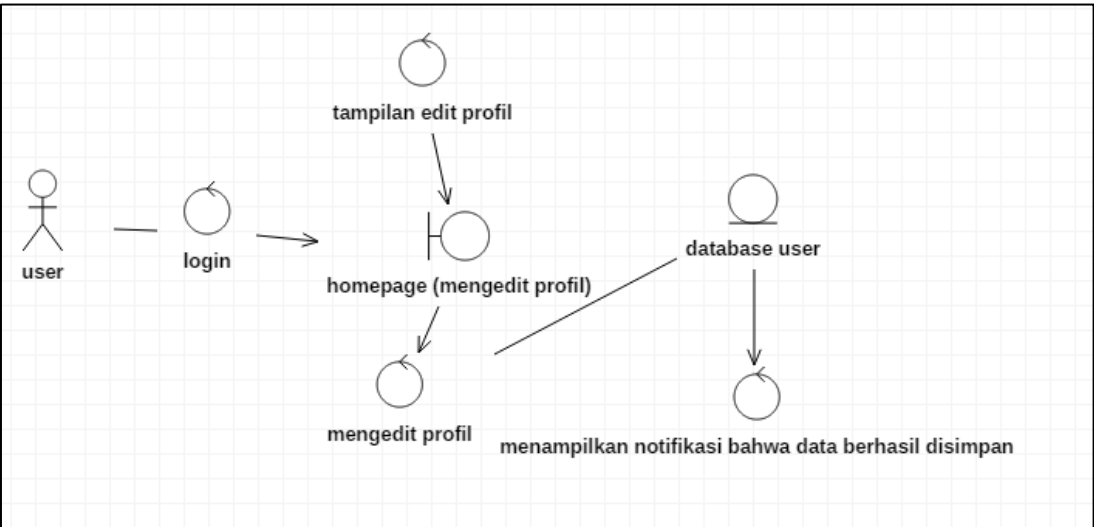 tampilan edit profil
user
login
database user
homepage (mengedit profil)
mengedit profil
menampilkan notifikasi bahwa data berhasil disimpan